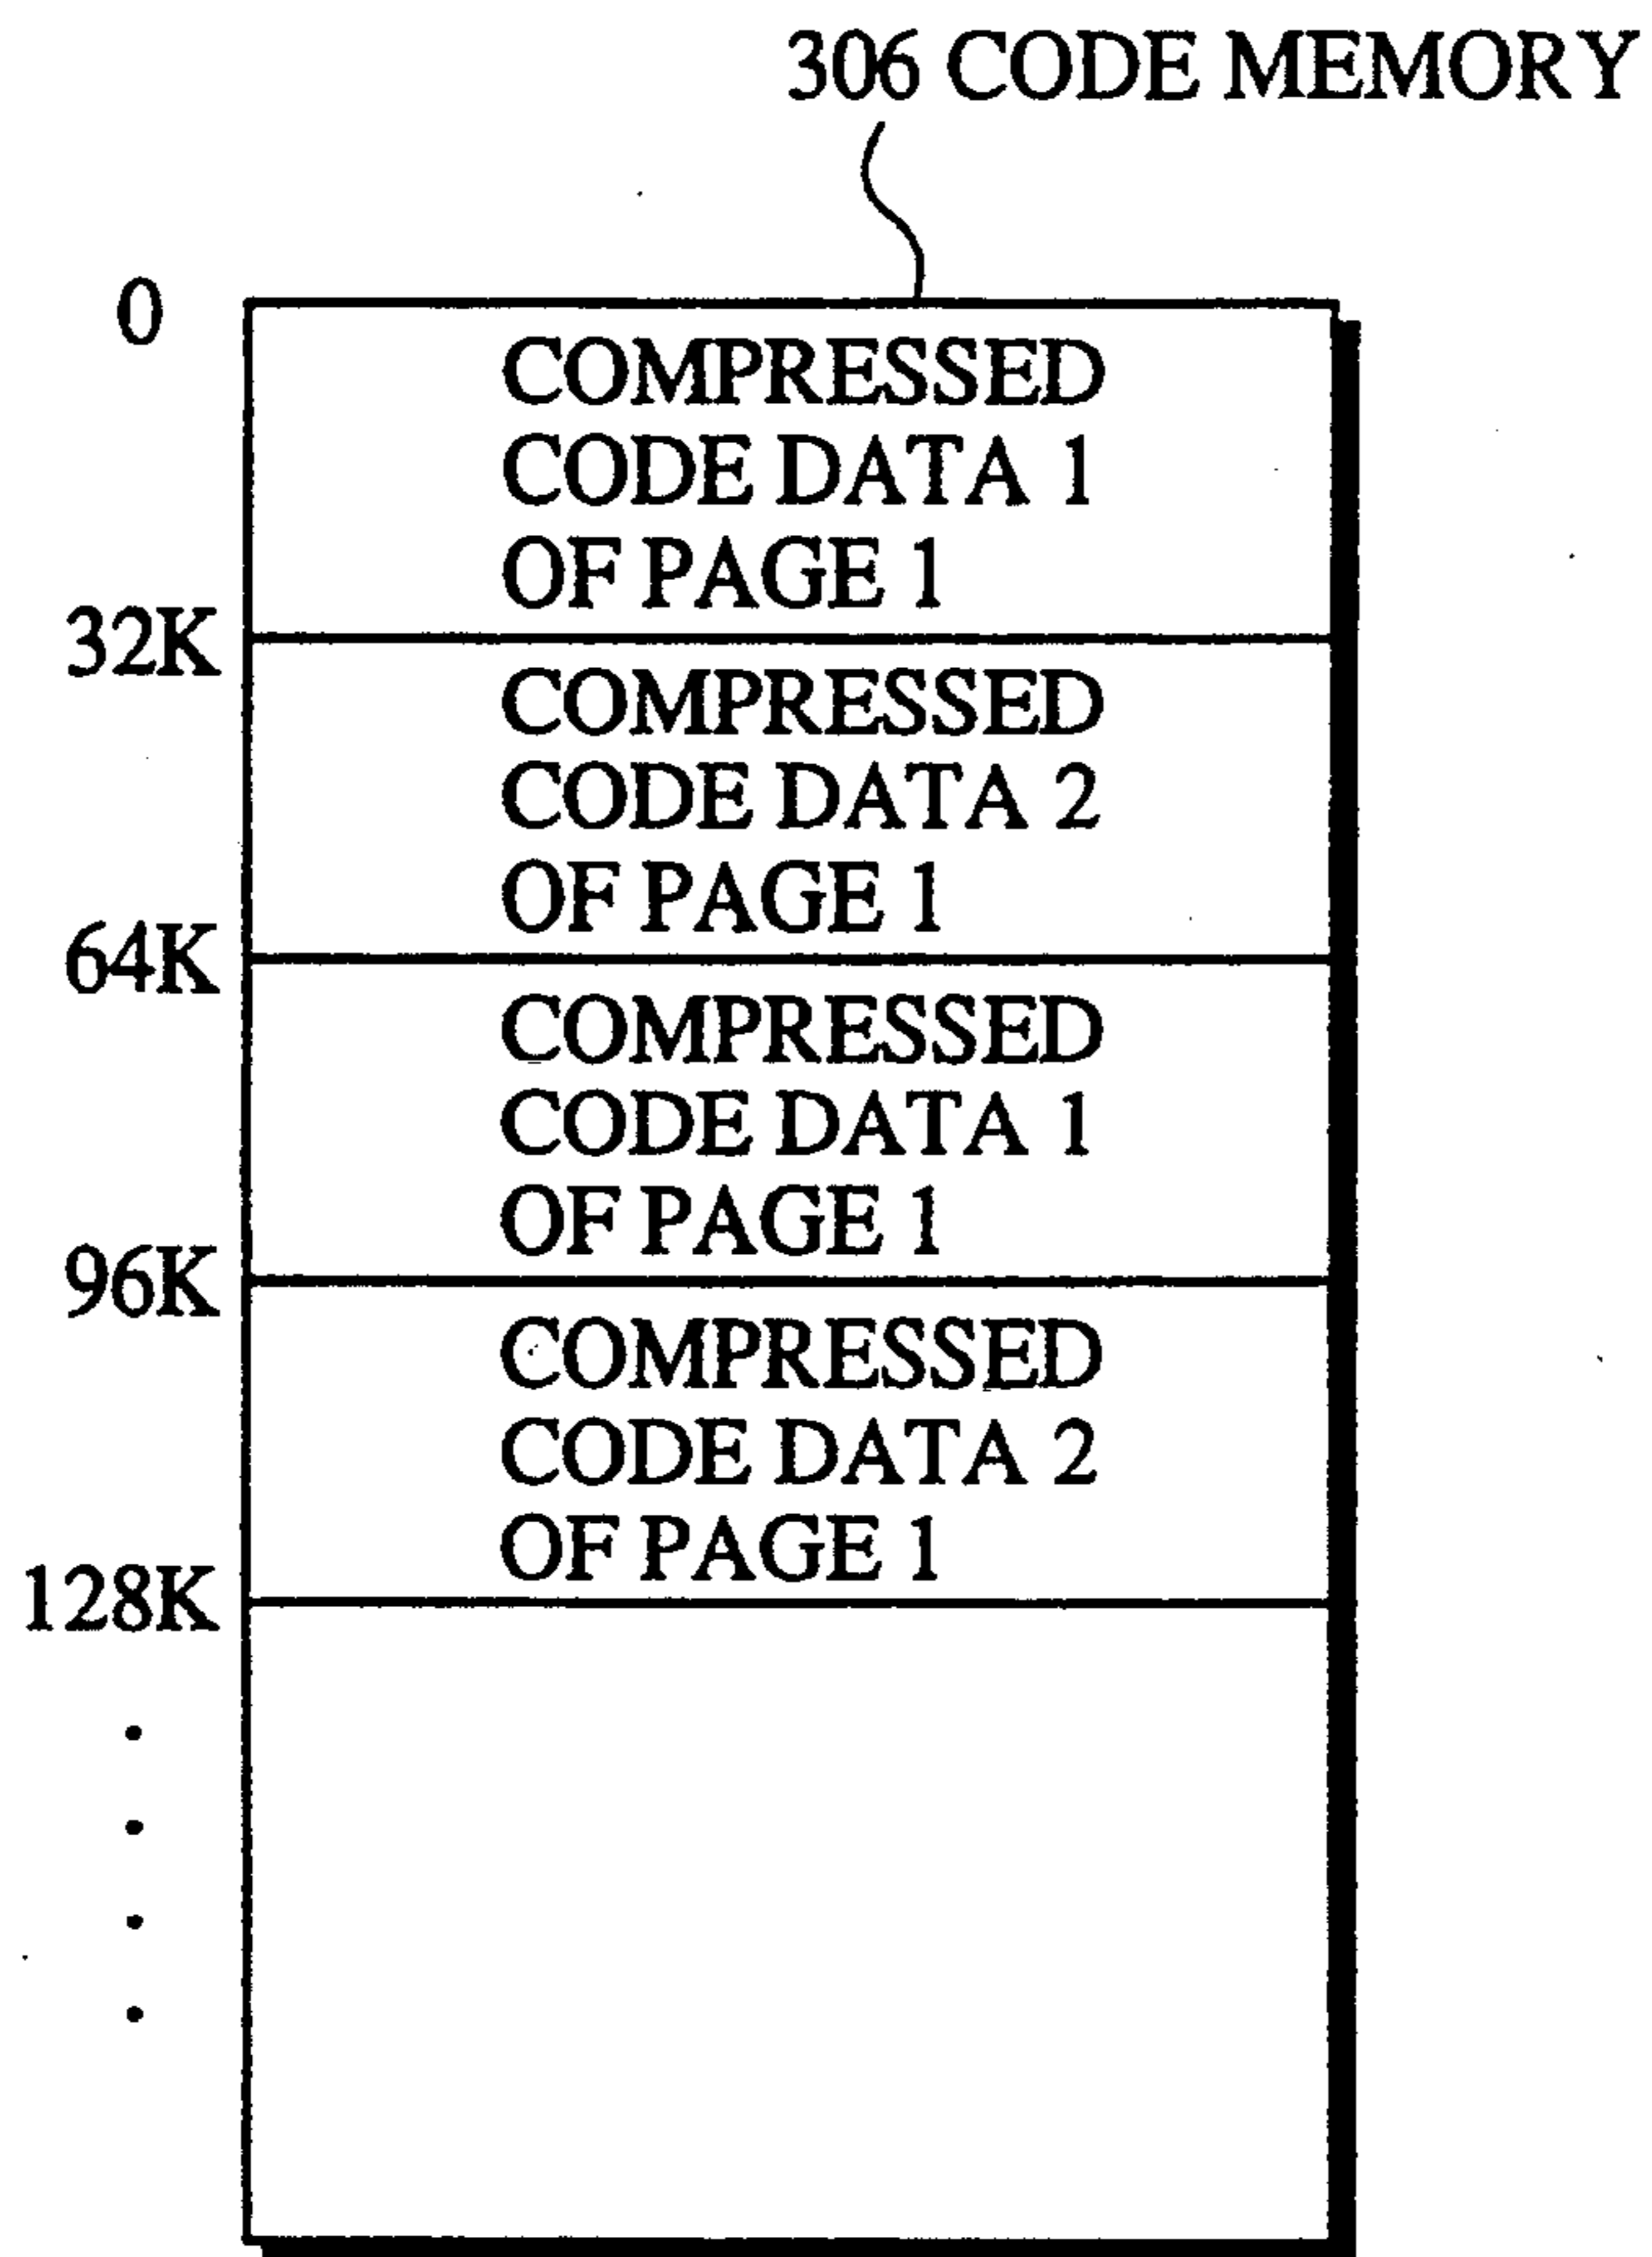 306 CODE MEMORY
0
COMPRESSED
CODE DATA 1
OF PAGE 1
32K
COMPRESSED
CODE DATA 2
OF PAGE 1
64K
COMPRESSED
CODE DATA 1
OF PAGE 1
96K
COMPRESSED
CODE DATA 2
OF PAGE 1
128K